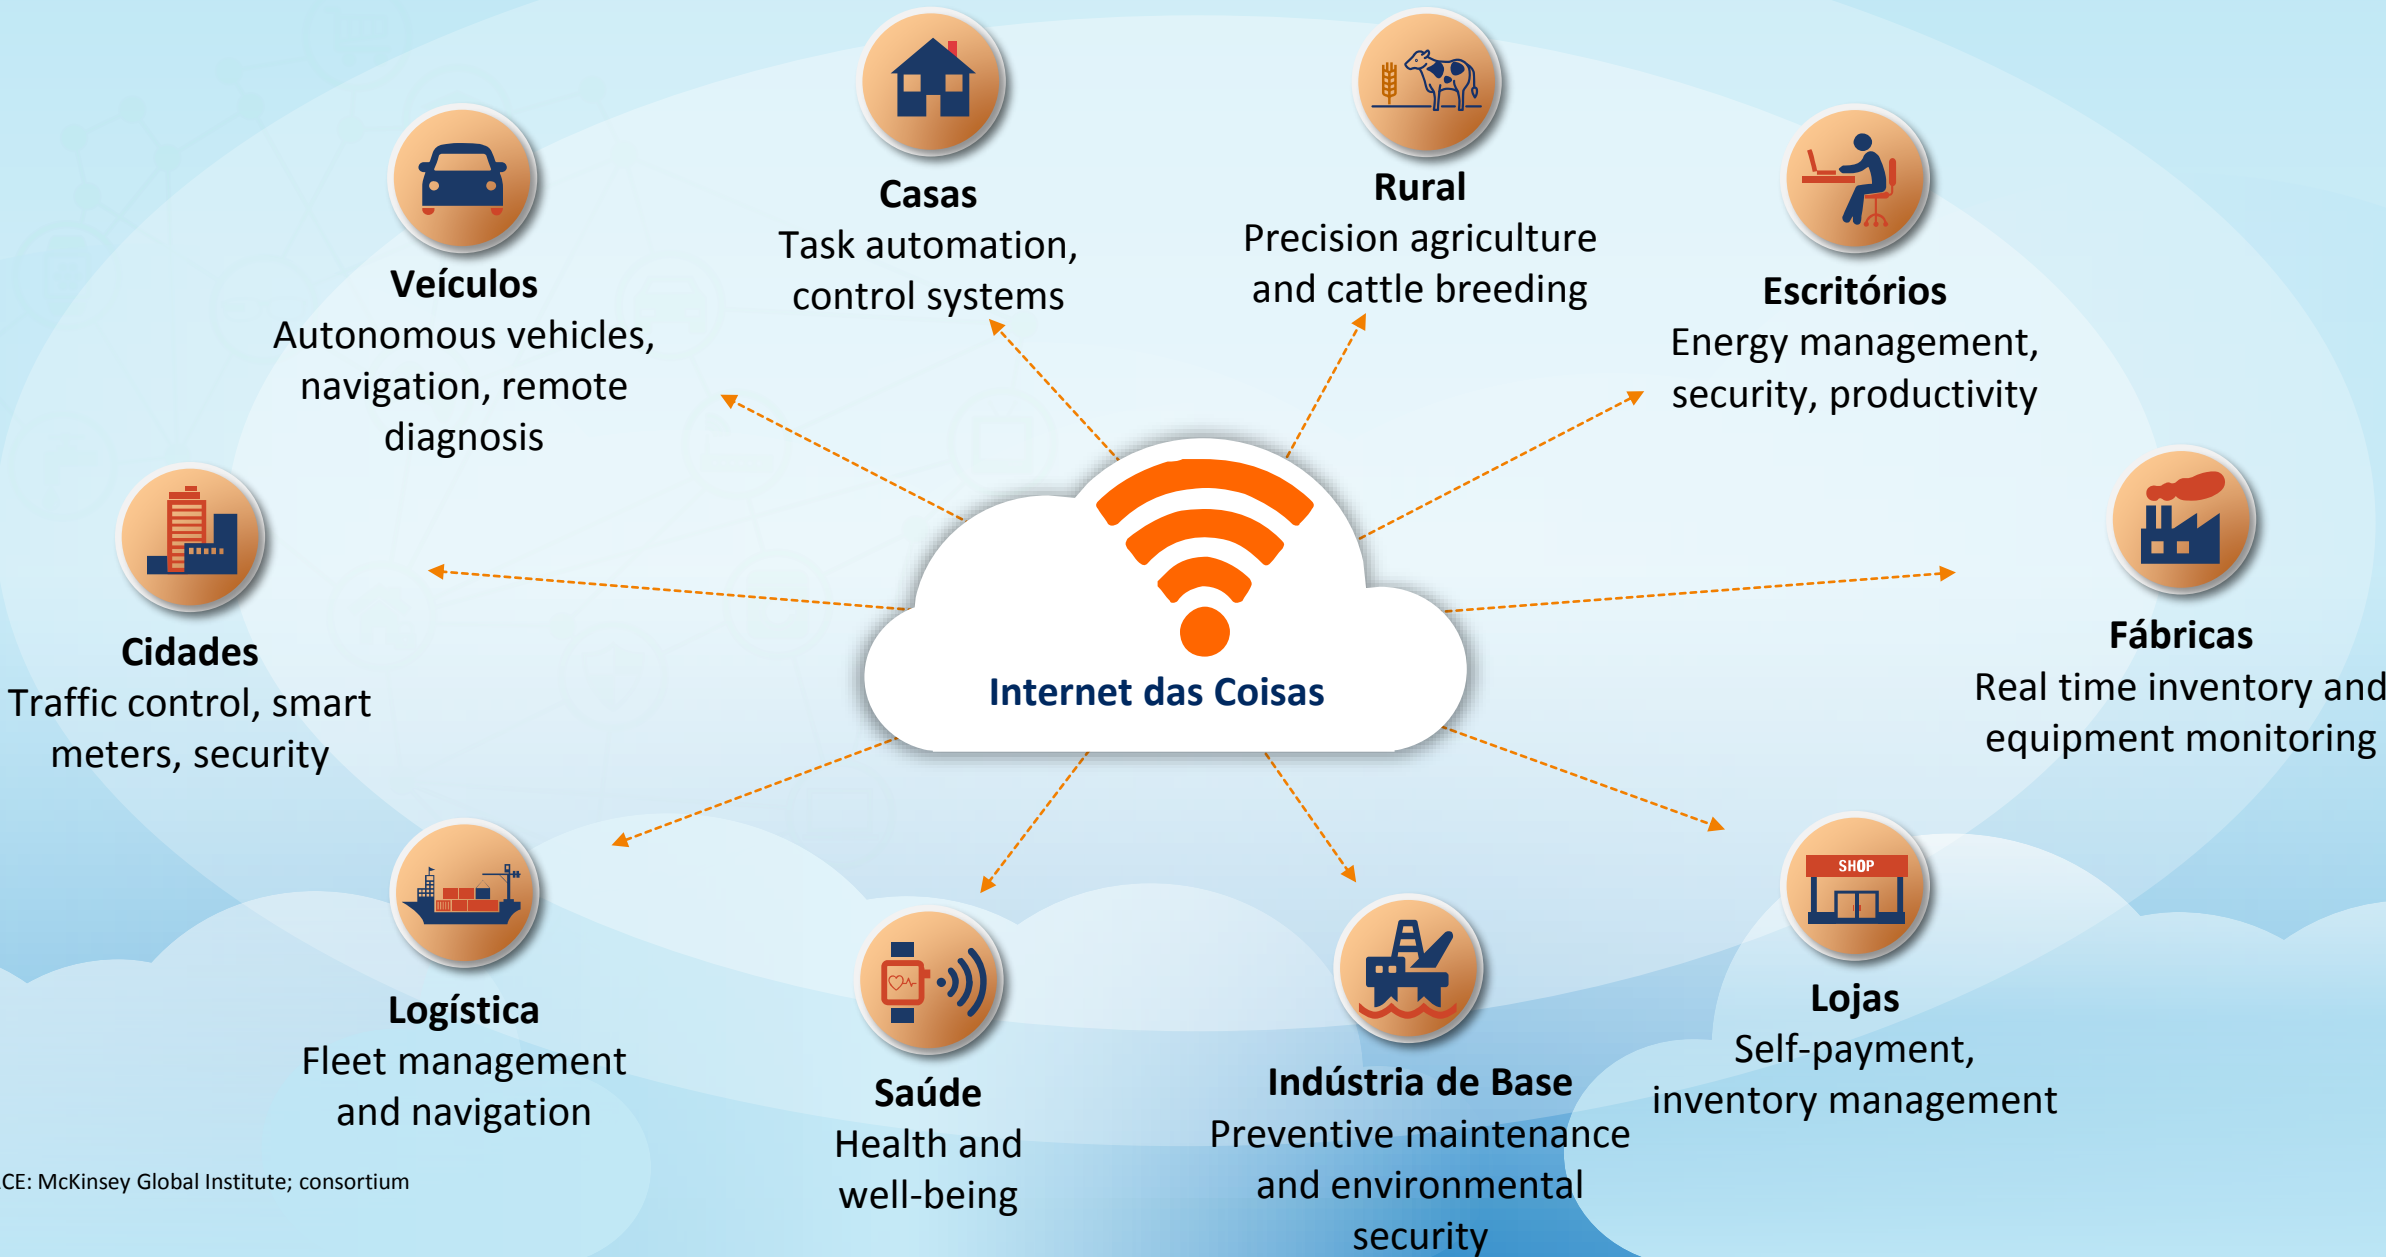 Casas
Task automation,
control systems
Rural
Precision agriculture
and cattle breeding
Veículos
Autonomous vehicles,
navigation, remote
diagnosis
Escritórios
Energy management,
security, productivity
Cidades
Traffic control, smart
meters, security
Internet das Coisas
Fábricas
Real time inventory and
equipment monitoring
Logística
Fleet management
and navigation
Saúde
Health and
well-being
Indústria de Base
Preventive maintenance
and environmental
security
SHOP
Lojas
Self-payment,
inventory management
CE: McKinsey Global Institute; consortium